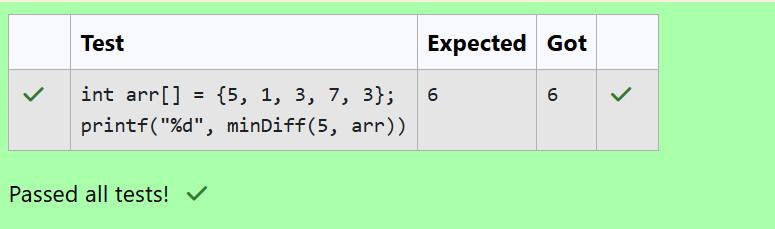 Test Expected Got
int arr[] = {5, 1, 3, 7, 3}; 6 6
printf("%d", minDiff(5, arr))
Passed all tests!